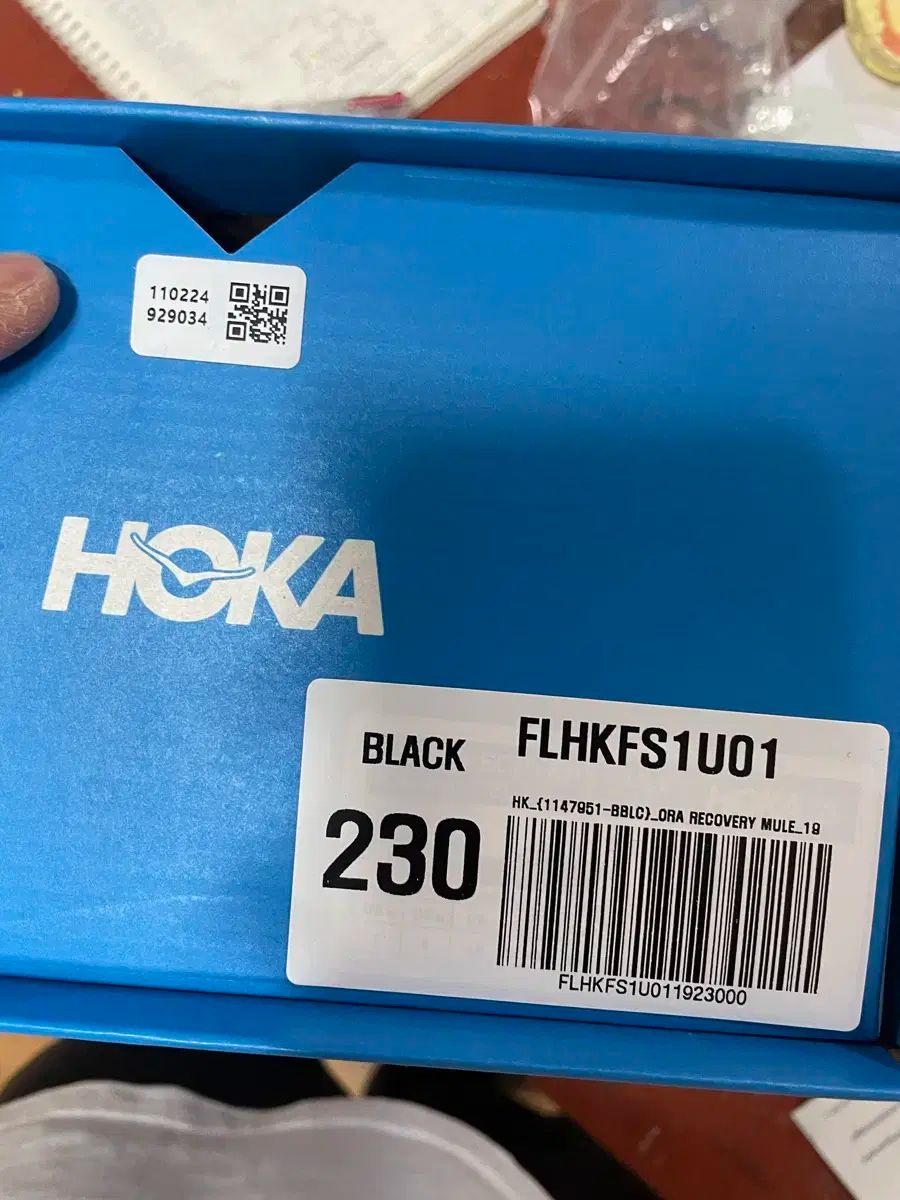 110224
929034
HOKA
BLACK
FLHKFS1U01
230
HK_(1147951-BBLC)_ORA RECOVERY MULE_19
FLHKFS1U011923000